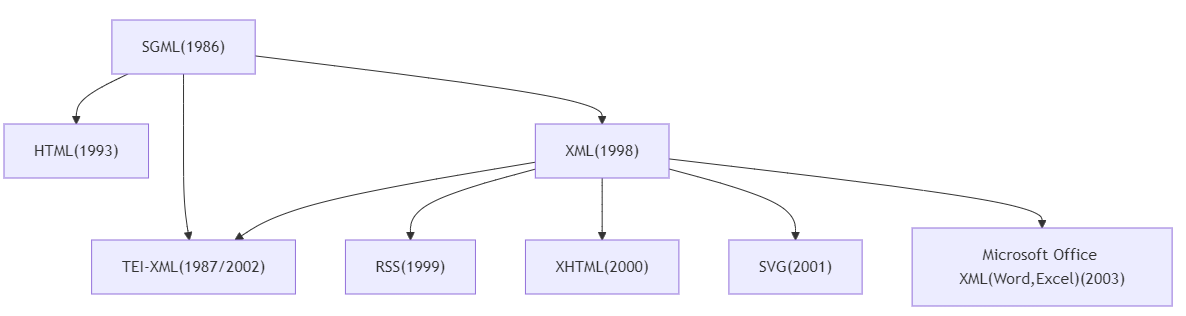 SGML(1986)
HTML(1993)
XML(1998)
TEI-XML(1987/2002)
RSS(1999)
XHTML(2000)
SVG(2001)
Microsoft Office
XML(Word,Excel)(2003)